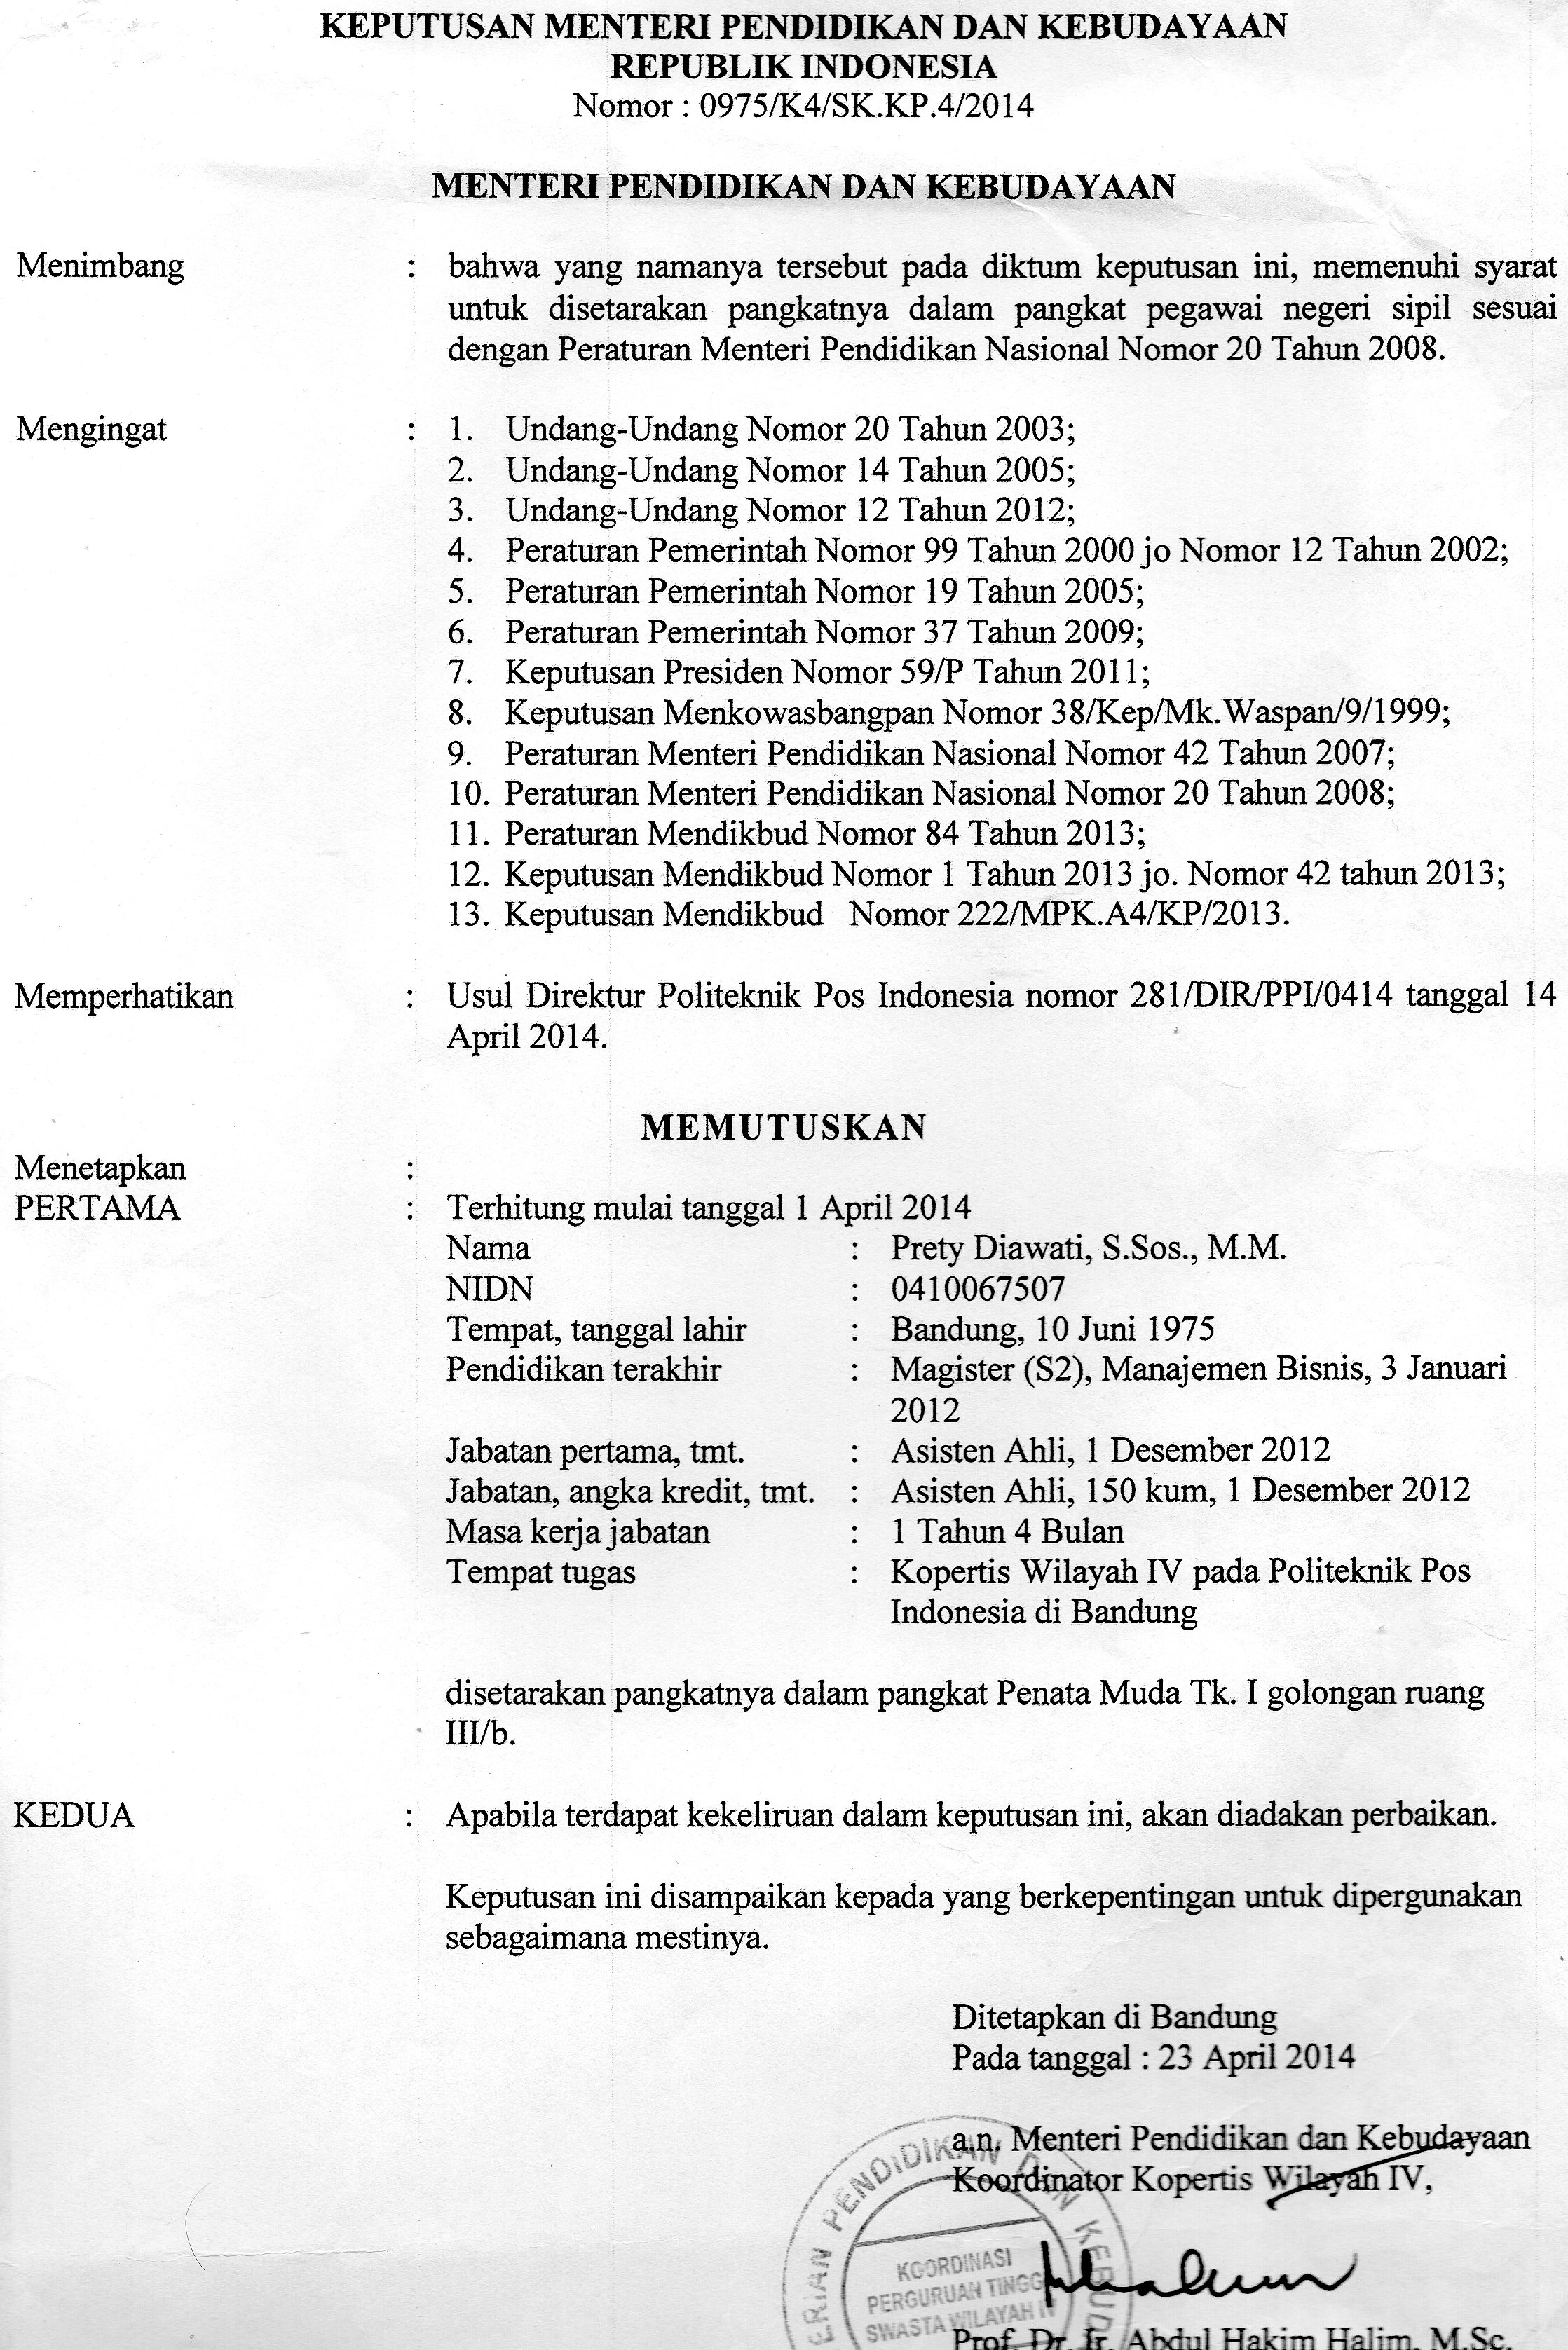 KEPUTUSAN MENTERI PENDIDIKAN DAN KEBUDAYAAN
REPUBLIK INDONESIA
Nomor : 0975/K4/SK.KP.4/2014
MENTERI PENDIDIKAN DAN KEBUDAYAAN
Menimbang : bahwa yang namanya tersebut pada diktum keputusan ini, memenuhi syarat
untuk disetarakan pangkatnya dalam pangkat pegawai negeri sipil sesuai
dengan Peraturan Menteri Pendidikan Nasional Nomor 20 Tahun 2008.
Mengingat : 1. Undang-Undang Nomor 20 Tahun 2003;
2. Undang-Undang Nomor 14 Tahun 2005;
3. Undang-Undang Nomor 12 Tahun 2012;
4. Peraturan Pemerintah Nomor 99 Tahun 2000 jo Nomor 12 Tahun 2002;
5. Peraturan Pemerintah Nomor 19 Tahun 2005;
6. Peraturan Pemerintah Nomor 37 Tahun 2009;
7. Keputusan Presiden Nomor 59/P Tahun 2011;
8. Keputusan Menkowasbangpan Nomor 38/Kep/Mk.Waspan/9/1999;
9. Peraturan Menteri Pendidikan Nasional Nomor 42 Tahun 2007;
10. Peraturan Menteri Pendidikan Nasional Nomor 20 Tahun 2008;
11. Peraturan Mendikbud Nomor 84 Tahun 2013;
12. Keputusan Mendikbud Nomor 1 Tahun 2013 jo. Nomor 42 tahun 2013;
13. Keputusan Mendikbud Nomor 222/MPK.A4/KP/2013.
Memperhatikan : Usul Direktur Politeknik Pos Indonesia nomor 281/DIR/PPI/0414 tanggal 14
April 2014.
MEMUTUSKAN
Menetapkan :
PERTAMA : Terhitung mulai tanggal 1 April 2014
Nama : Prety Diawati, S.Sos., M.M.
NIDN : 0410067507
Tempat, tanggal lahir : Bandung, 10 Juni 1975
Pendidikan terakhir : Magister (S2), Manajemen Bisnis, 3 Januari
2012
Jabatan pertama, tmt. : Asisten Ahli, 1 Desember 2012
Jabatan, angka kredit, tmt. : Asisten Ahli, 150 kum, 1 Desember 2012
Masa kerja jabatan : 1 Tahun 4 Bulan
Tempat tugas : Kopertis Wilayah IV pada Politeknik Pos
Indonesia di Bandung
disetarakan pangkatnya dalam pangkat Penata Muda Tk. I golongan ruang
III/b.
KEDUA : Apabila terdapat kekeliruan dalam keputusan ini, akan diadakan perbaikan.
Keputusan ini disampaikan kepada yang berkepentingan untuk dipergunakan
sebagaimana mestinya.
Ditetapkan di Bandung
Pada tanggal : 23 April 2014
a.n. Menteri Pendidikan dan Kebudayaan
Koordinator Kopertis Wilayah IV,
ERIAN PENDIDIKAN DAN KEBUD
KOORDINASI
PERGURUAN TINGGI
SWASTA WILAYAH IV
Prof. Dr. Ir. Abdul Hakim Halim, M.Sc.